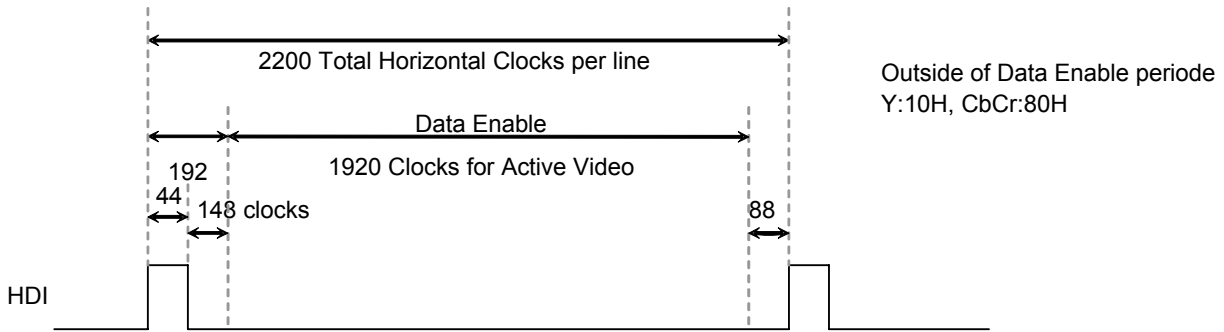 2200 Total Horizontal Clocks per line
Outside of Data Enable periode
Y:10H, CbCr:80H
Data Enable
1920 Clocks for Active Video
192
44
148 clocks
88
HDI